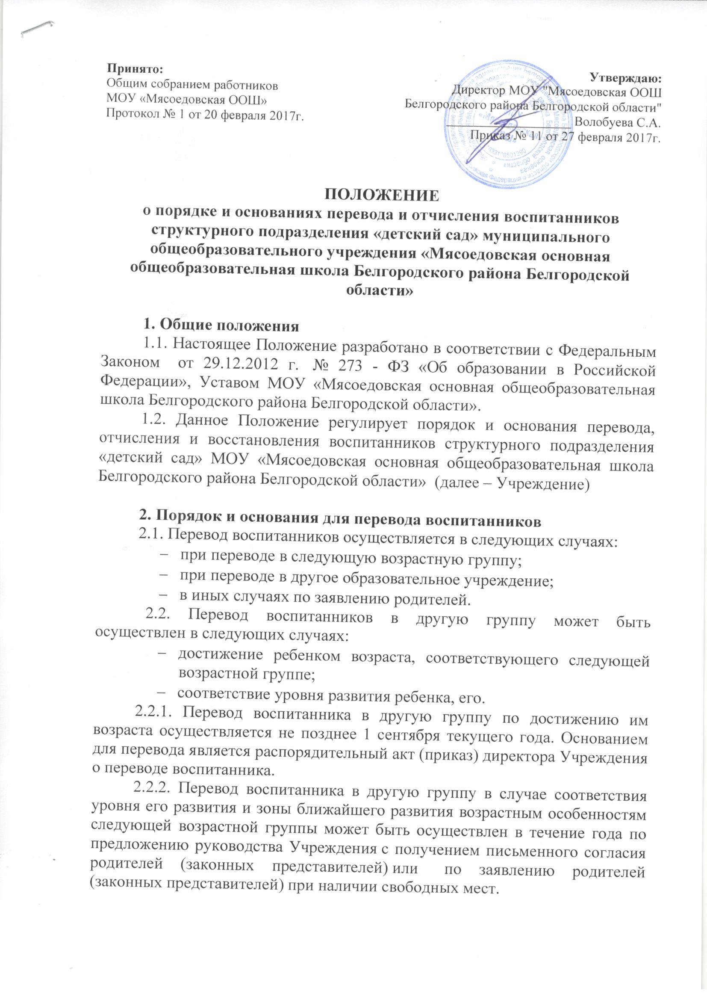 Принято:
Общим собранием работников
МОУ «Мясоедовская ООШ»
Протокол № 1 от 20 февраля 2017г.
Утверждаю:
Директор МОУ "Мясоедовская ООШ
Белгородского района Белгородской области"
Волобуева С.А.
Приказ № 11 от 27 февраля 2017г.
ПОЛОЖЕНИЕ
о порядке и основаниях перевода и отчисления воспитанников
структурного подразделения «детский сад» муниципального
общеобразовательного учреждения «Мясоедовская основная
общеобразовательная школа Белгородского района Белгородской
области»
1. Общие положения
1.1. Настоящее Положение разработано в соответствии с Федеральным
Законом от 29.12.2012 г. № 273 - ФЗ «Об образовании в Российской
Федерации», Уставом МОУ «Мясоедовская основная общеобразовательная
школа Белгородского района Белгородской области».
1.2. Данное Положение регулирует порядок и основания перевода,
отчисления и восстановления воспитанников структурного подразделения
«детский сад» МОУ «Мясоедовская основная общеобразовательная школа
Белгородского района Белгородской области» (далее – Учреждение)
2. Порядок и основания для перевода воспитанников
2.1. Перевод воспитанников осуществляется в следующих случаях:
– при переводе в следующую возрастную группу;
– при переводе в другое образовательное учреждение;
– в иных случаях по заявлению родителей.
2.2. Перевод воспитанников в другую группу может быть
осуществлен в следующих случаях:
– достижение ребенком возраста, соответствующего следующей
возрастной группе;
– соответствие уровня развития ребенка, его.
2.2.1. Перевод воспитанника в другую группу по достижению им
возраста осуществляется не позднее 1 сентября текущего года. Основанием
для перевода является распорядительный акт (приказ) директора Учреждения
о переводе воспитанника.
2.2.2. Перевод воспитанника в другую группу в случае соответствия
уровня его развития и зоны ближайшего развития возрастным особенностям
следующей возрастной группы может быть осуществлен в течение года по
предложению руководства Учреждения с получением письменного согласия
родителей (законных представителей) или по заявлению родителей
(законных представителей) при наличии свободных мест.